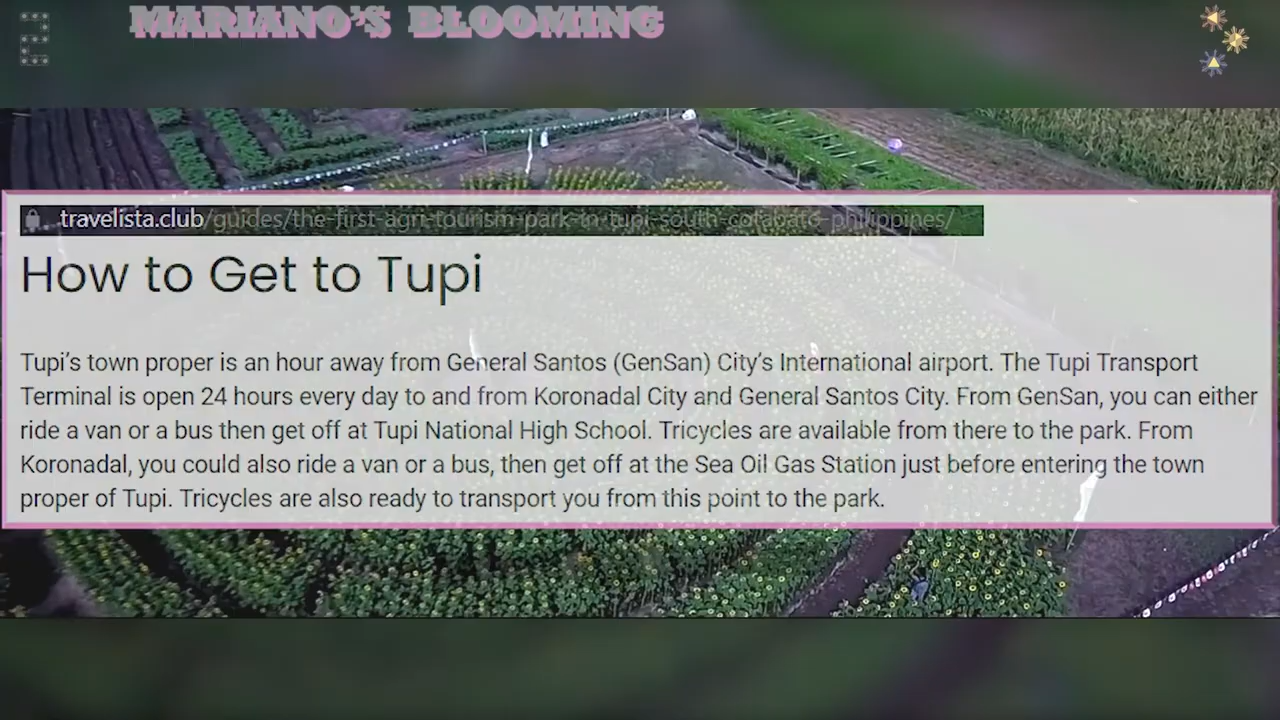 2
MARIANO'S BLOOMING
travelista.club/guides/the-first-agri-tourism-park-in-tupi-south-cotabato-philippines/
How to Get to Tupi
Tupi's town proper is an hour away from General Santos (GenSan) City's International airport. The Tupi Transport
Terminal is open 24 hours every day to and from Koronadal City and General Santos City. From GenSan, you can either
ride a van or a bus then get off at Tupi National High School. Tricycles are available from there to the park. From
Koronadal, you could also ride a van or a bus, then get off at the Sea Oil Gas Station just before entering the town
proper of Tupi. Tricycles are also ready to transport you from this point to the park.